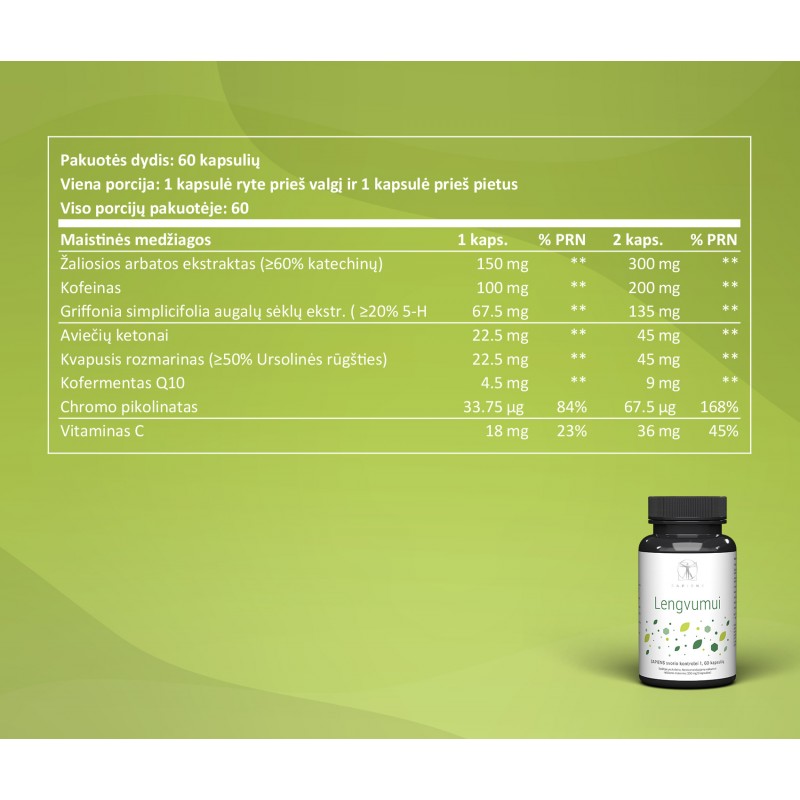 Pakuotės dydis: 60 kapsulių
Viena porcija: 1 kapsulė ryte prieš valgį ir 1 kapsulė prieš pietus
Viso porcijų pakuotėje: 60
Maistinės medžiagos 1 kaps. % PRN 2 kaps. % PRN
Žaliosios arbatos ekstraktas (≥60% katechinų) 150 mg ** 300 mg **
Kofeinas 100 mg ** 200 mg **
Griffonia simplicifolia augalų sėklų ekstr. ( ≥20% 5-H 67.5 mg ** 135 mg **
Aviečių ketonai 22.5 mg ** 45 mg **
Kvapusis rozmarinas (≥50% Ursolinės rūgšties) 22.5 mg ** 45 mg **
Kofermentas Q10 4.5 mg ** 9 mg **
Chromo pikolinatas 33.75 µg 84% 67.5 µg 168%
Vitaminas C 18 mg 23% 36 mg 45%
Lengvumui
svorio kontrolei I, 60 kapsulių